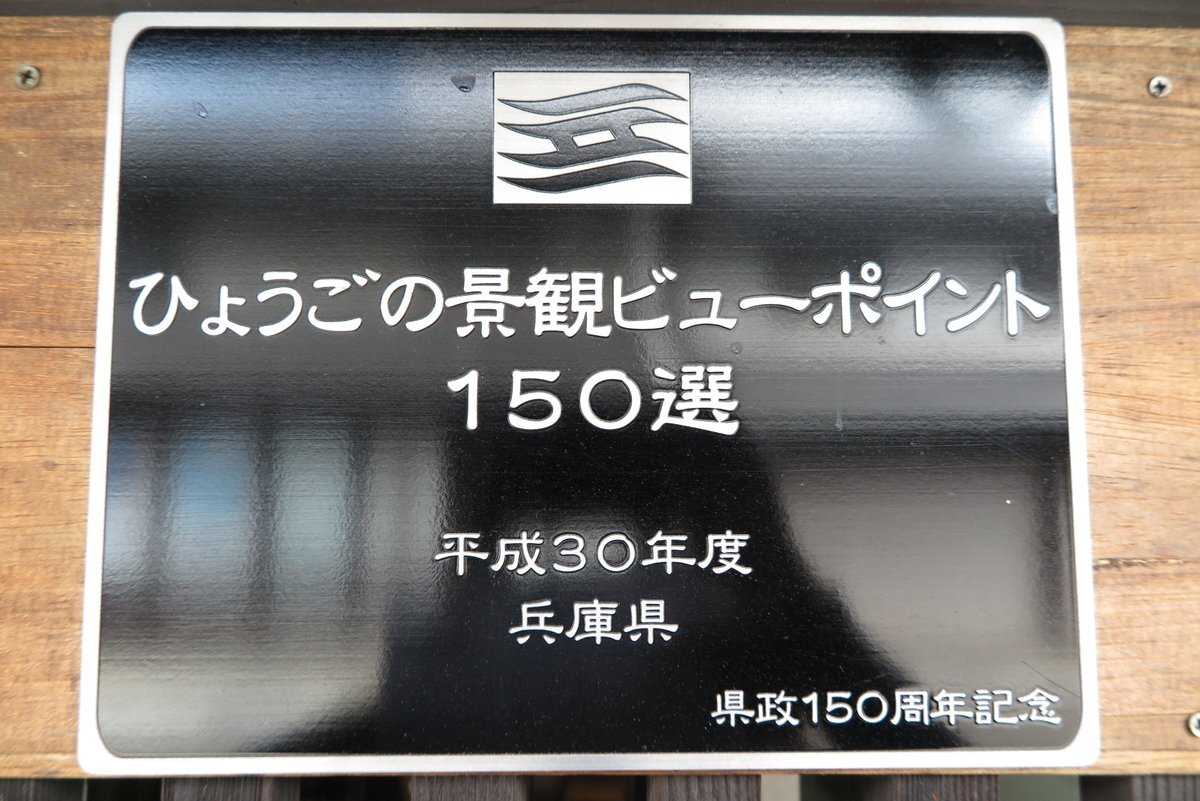 ひょうごの景観ビューポイント
150選
平成30年度
兵庫県
県政150周年記念